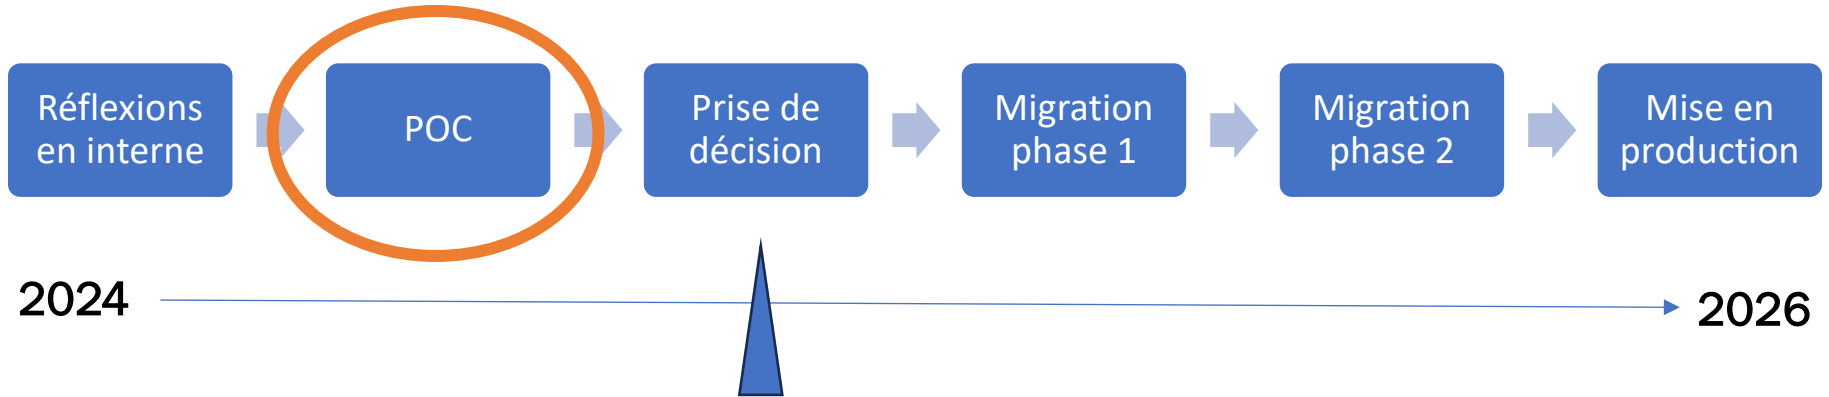 Réflexions
en interne
POC
Prise de
décision
Migration
phase 1
Migration
phase 2
Mise en
production
2024
2026